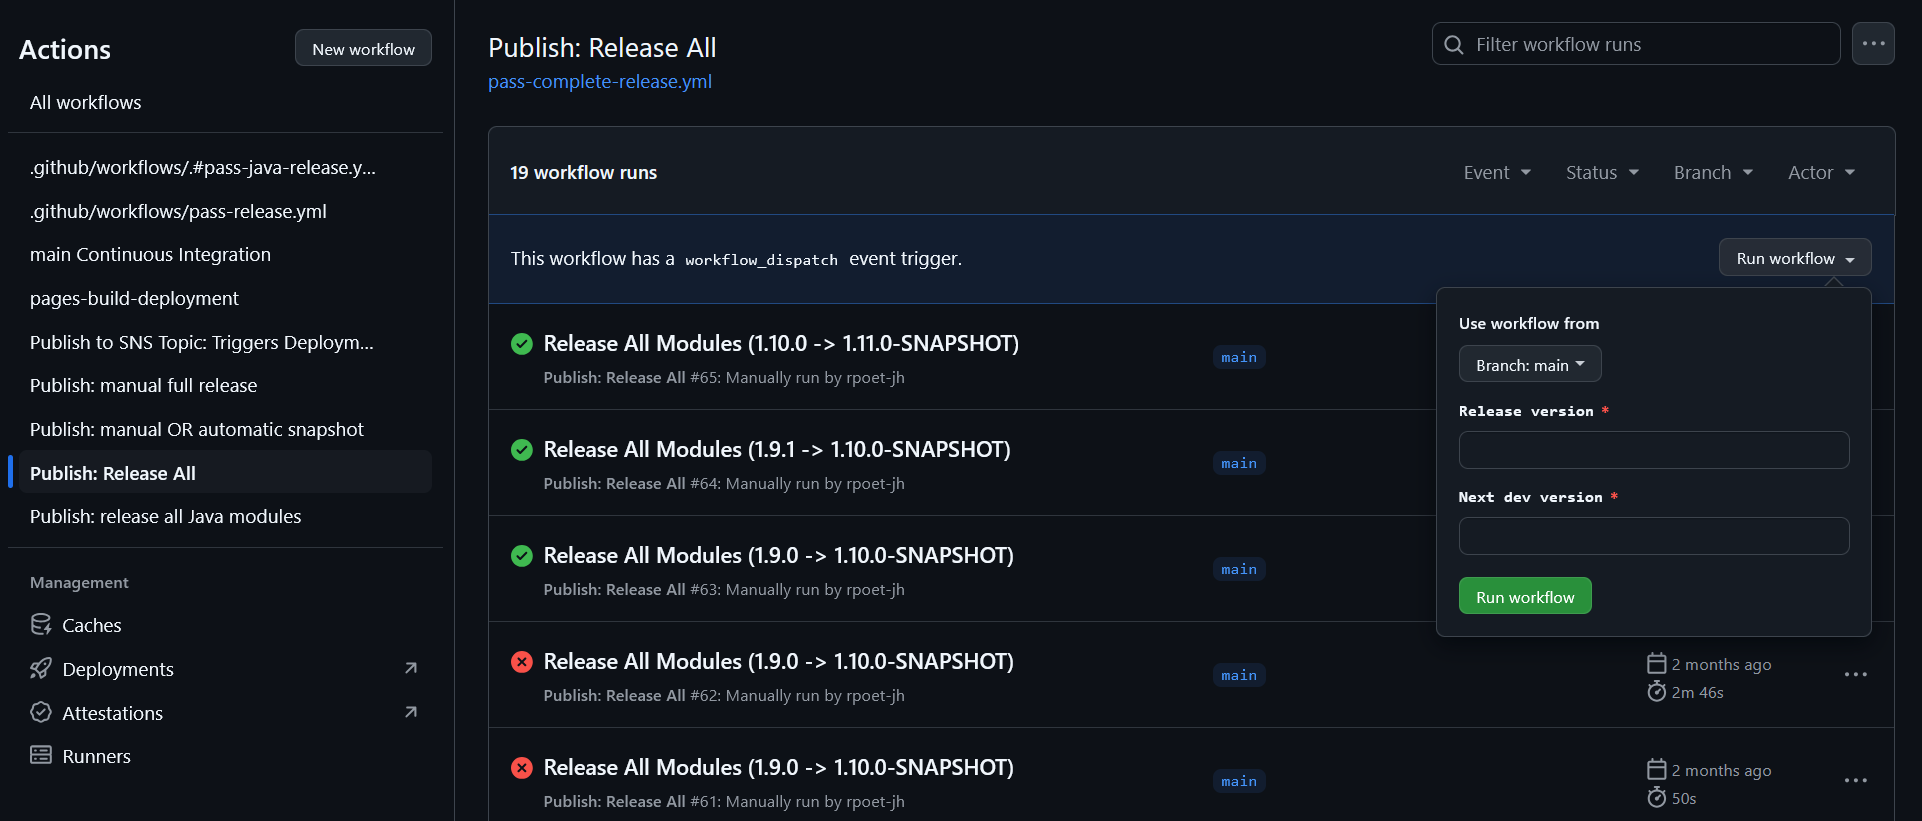 Actions
New workflow
All workflows
.github/workflows/.#pass-java-release.y...
.github/workflows/pass-release.yml
main Continuous Integration
pages-build-deployment
Publish to SNS Topic: Triggers Deploym...
Publish: manual full release
Publish: manual OR automatic snapshot
Publish: Release All
Publish: release all Java modules
Management
Caches
Deployments
Attestations
Runners
Publish: Release All
pass-complete-release.yml
Filter workflow runs
19 workflow runs
Event
Status
Branch
Actor
This workflow has a workflow_dispatch event trigger.
Run workflow
Use workflow from
Branch: main
Release version *
Next dev version *
Run workflow
Release All Modules (1.10.0 -> 1.11.0-SNAPSHOT)
Publish: Release All #65: Manually run by rpoet-jh
main
Release All Modules (1.9.1 -> 1.10.0-SNAPSHOT)
Publish: Release All #64: Manually run by rpoet-jh
main
Release All Modules (1.9.0 -> 1.10.0-SNAPSHOT)
Publish: Release All #63: Manually run by rpoet-jh
main
Release All Modules (1.9.0 -> 1.10.0-SNAPSHOT)
Publish: Release All #62: Manually run by rpoet-jh
main
2 months ago
2m 46s
Release All Modules (1.9.0 -> 1.10.0-SNAPSHOT)
Publish: Release All #61: Manually run by rpoet-jh
main
2 months ago
50s